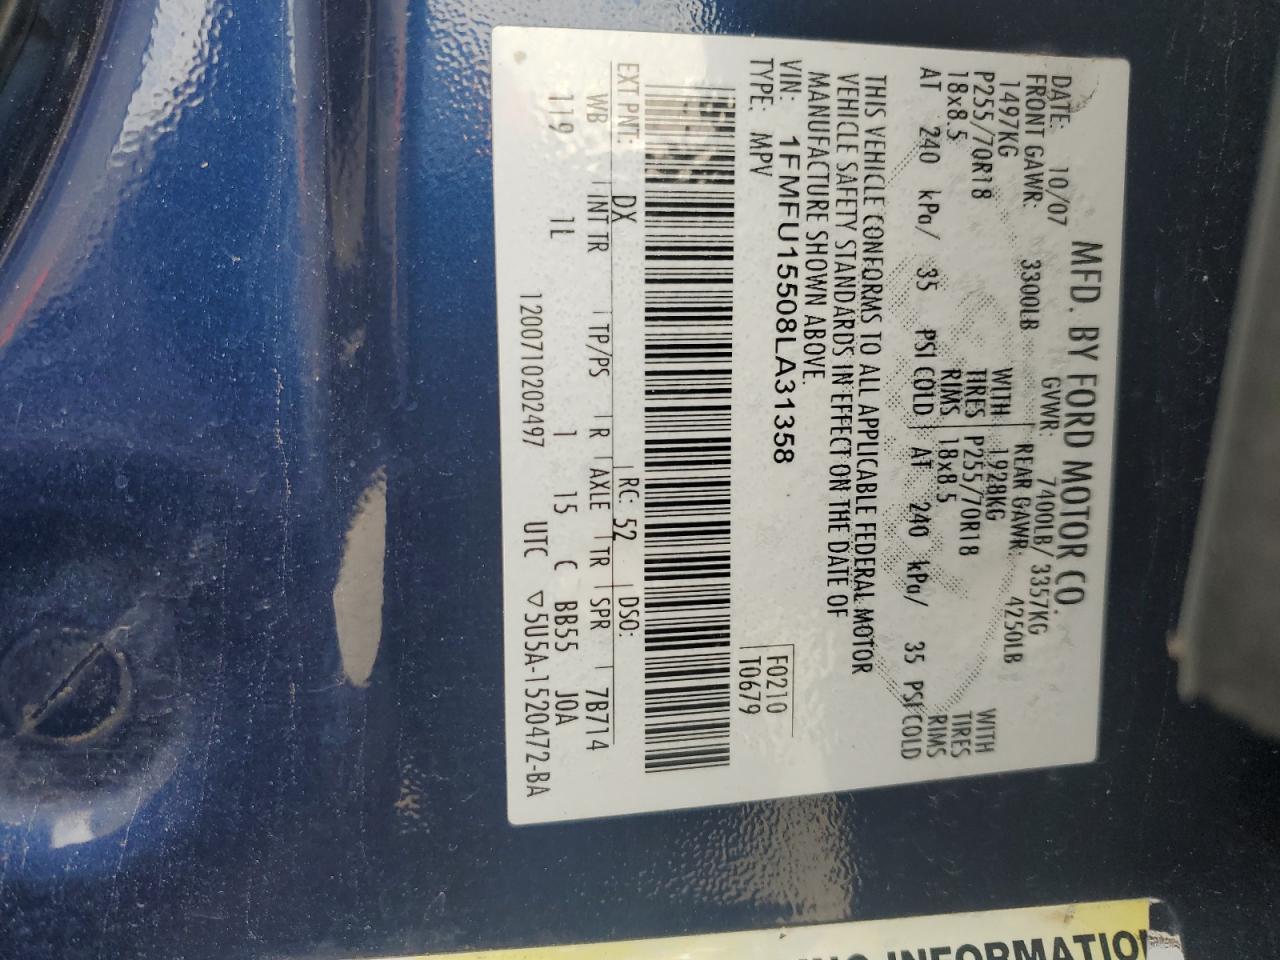 MFD. BY FORD MOTOR CO.
DATE: 10/07 GVWR: 7400LB/ 3357KG
FRONT GAWR: 3300LB REAR GAWR: 4250LB
1497KG WITH 1928KG WITH
P255/70R18 TIRES P255/70R18 TIRES
18x8.5 RIMS 18x8.5 RIMS
AT 240 kPa/ 35 PSI COLD AT 240 kPa/ 35 PSI COLD
THIS VEHICLE CONFORMS TO ALL APPLICABLE FEDERAL MOTOR
VEHICLE SAFETY STANDARDS IN EFFECT ON THE DATE OF
MANUFACTURE SHOWN ABOVE.
VIN: 1FMFU15508LA31358 F0210
TYPE: MPV T0679
EXT PNT: DX RC: 52 DSO:
WB INT TR TP/PS R AXLE TR SPR 7B714
119 1L 1 15 C BB55 J0A
1200710202497 UTC ▽5U5A-1520472-BA
INFORMATION